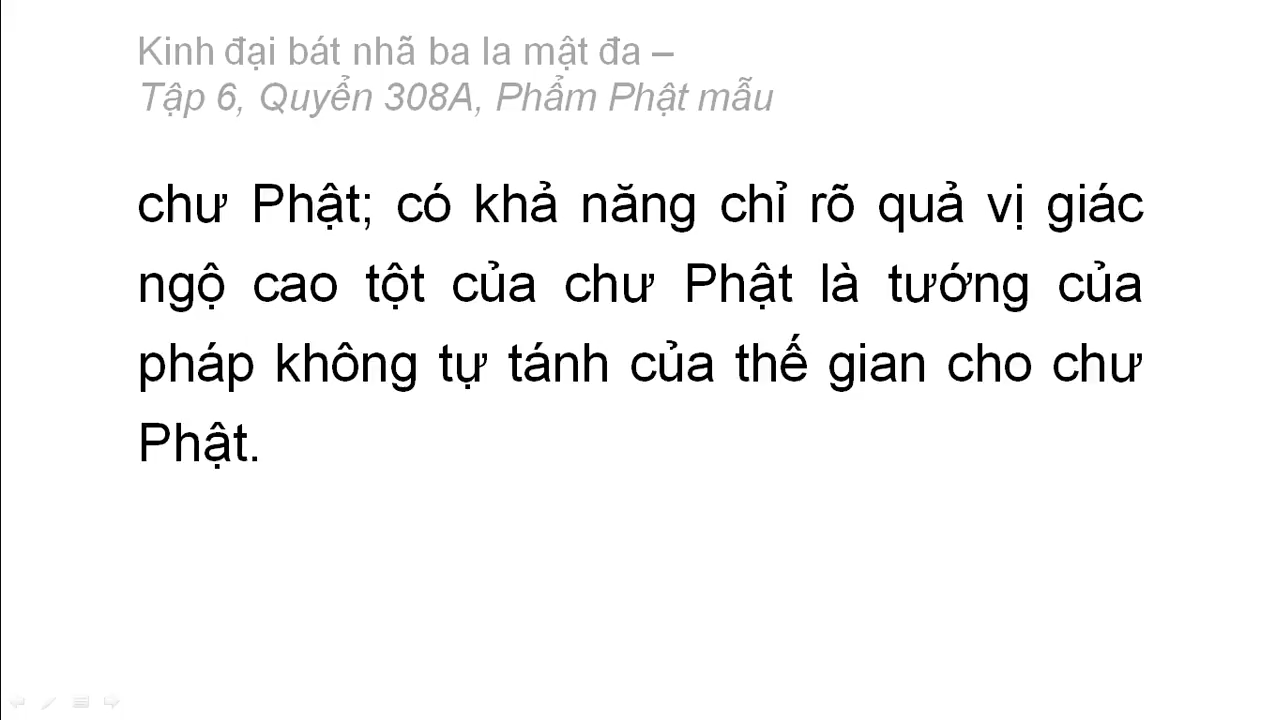 Kinh đại bát nhã ba la mật đa –
Tập 6, Quyển 308A, Phẩm Phật mẫu
chư Phật; có khả năng chỉ rõ quả vị giác
ngộ cao tột của chư Phật là tướng của
pháp không tự tánh của thế gian cho chư
Phật.